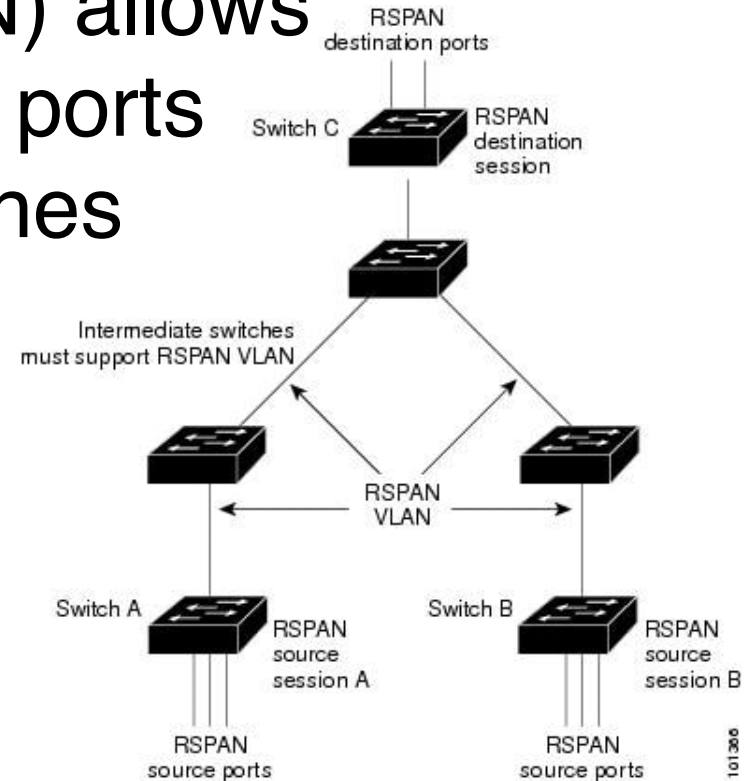 N) allows
ports
nes
RSPAN
destination ports
Switch C
RSPAN
destination
session
Intermediate switches
must support RSPAN VLAN
RSPAN
VLAN
Switch A
RSPAN
source
session A
Switch B
RSPAN
source
session B
RSPAN
source ports
RSPAN
source ports
101366